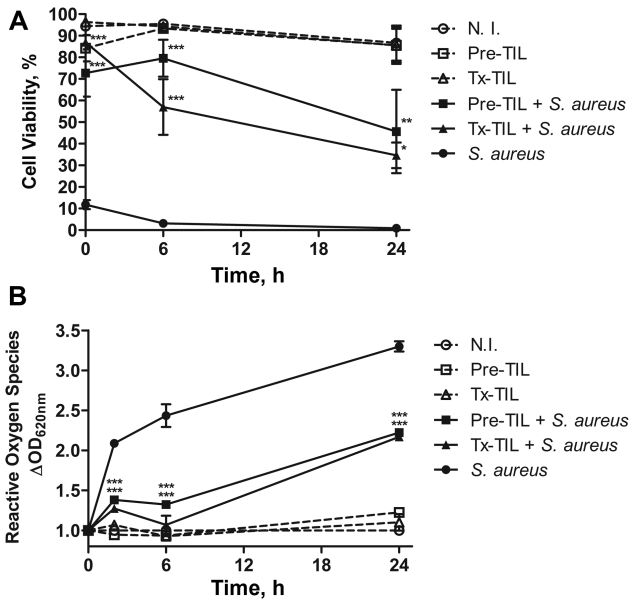 A
Cell Viability, %
100
90
80
70
60
50
40
30
20
10
0
***
***
***
***
**
*
0 6 12 18 24
Time, h
N. I.
Pre-TIL
Tx-TIL
Pre-TIL + S. aureus
Tx-TIL + S. aureus
S. aureus
B
Reactive Oxygen Species
ΔOD620nm
3.5
3.0
2.5
2.0
1.5
1.0
***
***
***
***
***
***
0 6 12 18 24
Time, h
N.I.
Pre-TIL
Tx-TIL
Pre-TIL + S. aureus
Tx-TIL + S. aureus
S. aureus